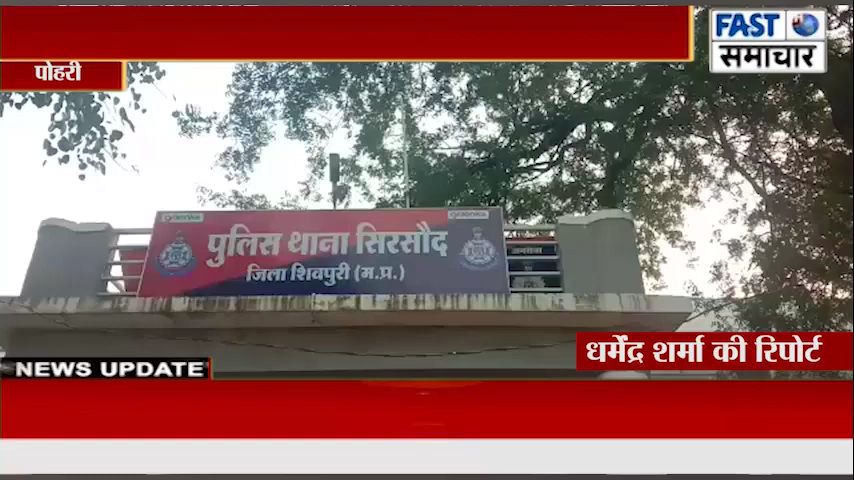 FAST
समाचार
पोहरी
पुलिस थाना सिरसौद
जिला शिवपुरी (म.प्र.)
धर्मेंद्र शर्मा की रिपोर्ट
NEWS UPDATE